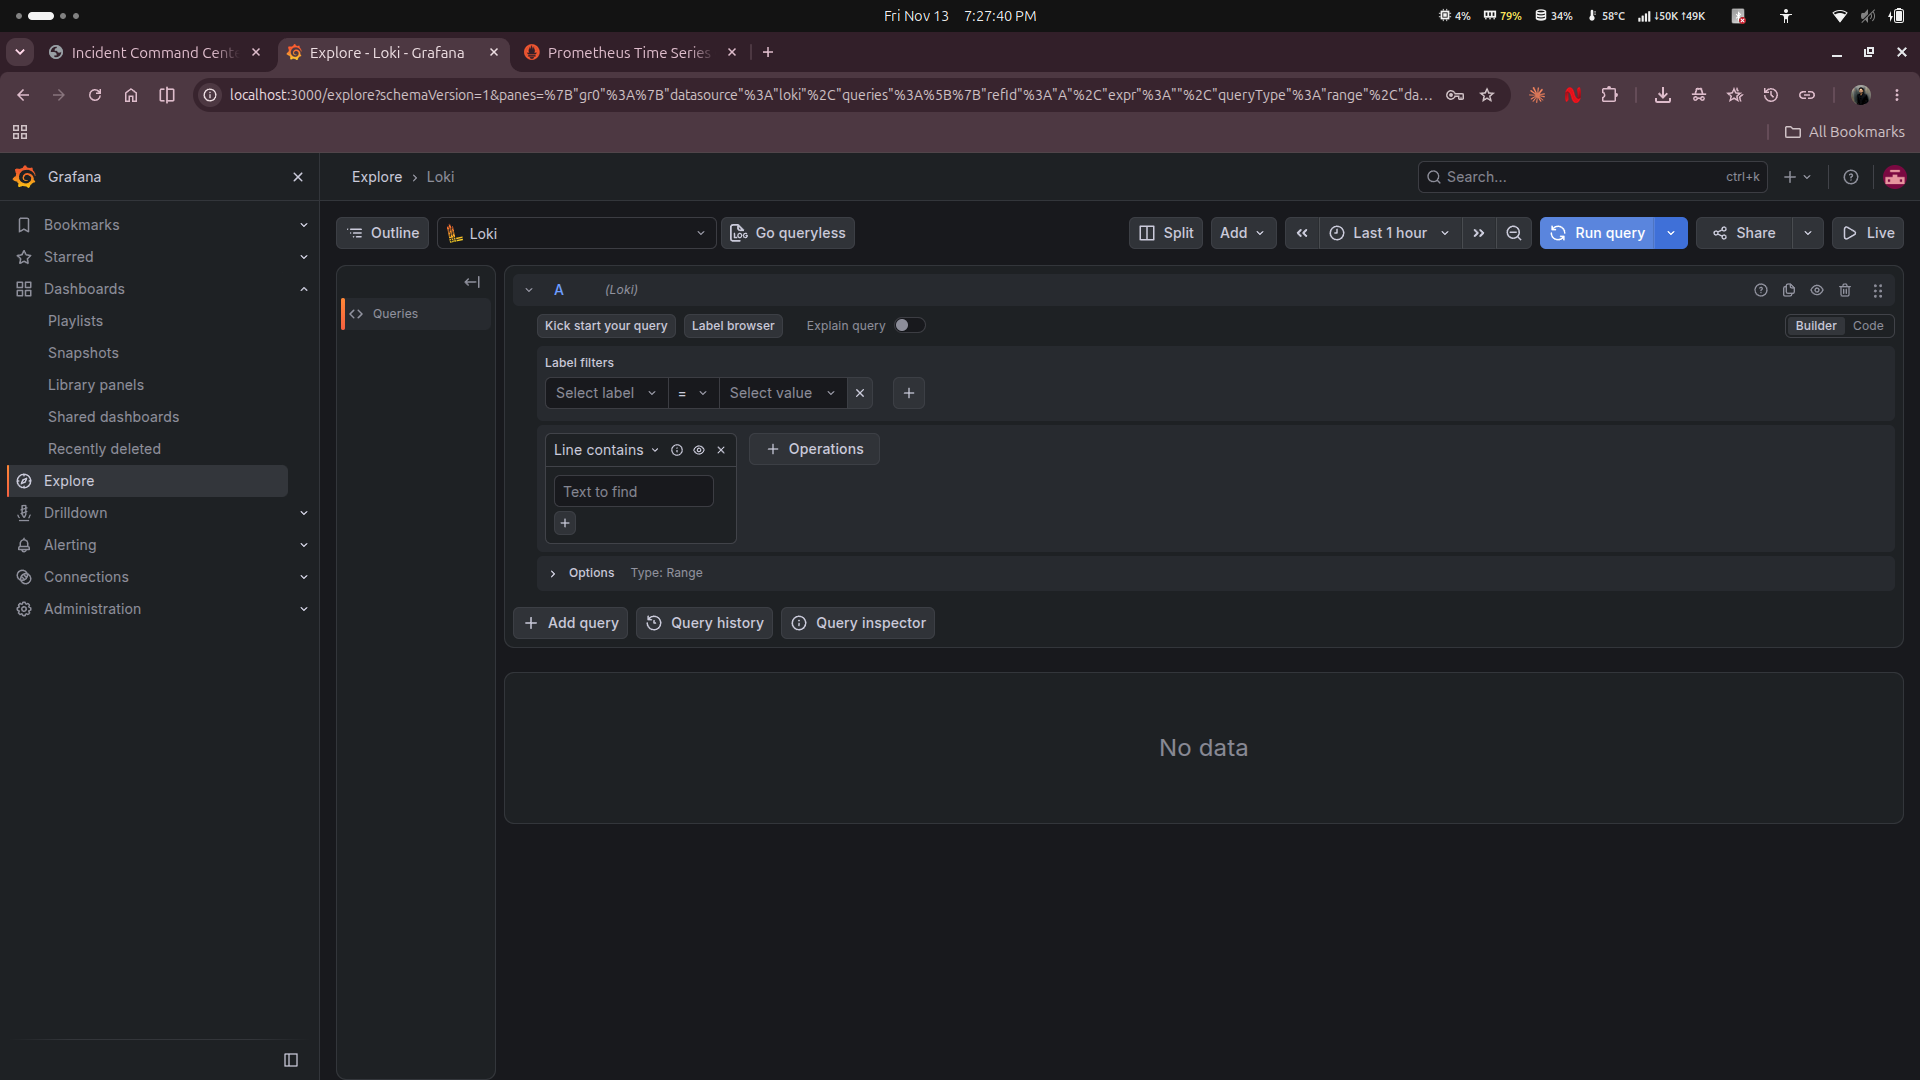 Fri Nov 13 7:27:40 PM
4% 79% 34% 58°C ↓50K ↑49K
Incident Command Cent
Explore - Loki - Grafana
Prometheus Time Series
localhost:3000/explore?schemaVersion=1&panes=%7B"gr0"%3A%7B"datasource"%3A"loki"%2C"queries"%3A%5B%7B"refId"%3A"A"%2C"expr"%3A""%2C"queryType"%3A"range"%2C"da...
All Bookmarks
Grafana
Explore › Loki
Search... ctrl+k
Bookmarks
Starred
Dashboards
Playlists
Snapshots
Library panels
Shared dashboards
Recently deleted
Explore
Drilldown
Alerting
Connections
Administration
Outline
Loki
LOG Go queryless
Split
Add
Last 1 hour
Run query
Share
Live
Queries
A (Loki)
Kick start your query
Label browser
Explain query
Builder
Code
Label filters
Select label
=
Select value
Line contains
Operations
Text to find
Options Type: Range
Add query
Query history
Query inspector
No data